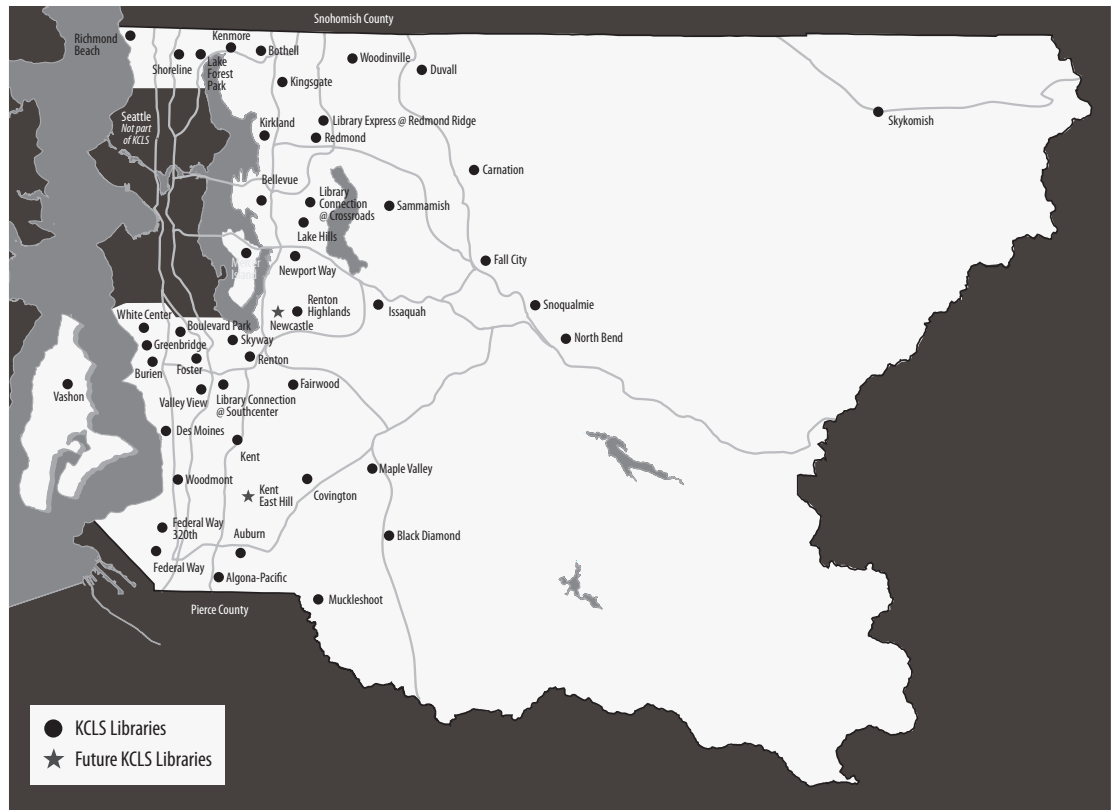 Snohomish County
Richmond
Beach
Kenmore
Bothell
Shoreline
Lake
Forest
Park
Woodinville
Duvall
Kingsgate
Seattle
Not part
of KCLS
Kirkland
Library Express @ Redmond Ridge
Redmond
Skykomish
Carnation
Bellevue
Library
Connection
@ Crossroads
Sammamish
Lake Hills
Mercer
Island
Newport Way
Fall City
Renton
Highlands
Newcastle
Issaquah
Snoqualmie
North Bend
White Center
Boulevard Park
Greenbridge
Skyway
Burien
Foster
Renton
Vashon
Valley View
Library Connection
@ Southcenter
Fairwood
Des Moines
Kent
Woodmont
Kent
East Hill
Covington
Maple Valley
Federal Way
320th
Auburn
Black Diamond
Federal Way
Algona-Pacific
Muckleshoot
Pierce County
KCLS Libraries
Future KCLS Libraries